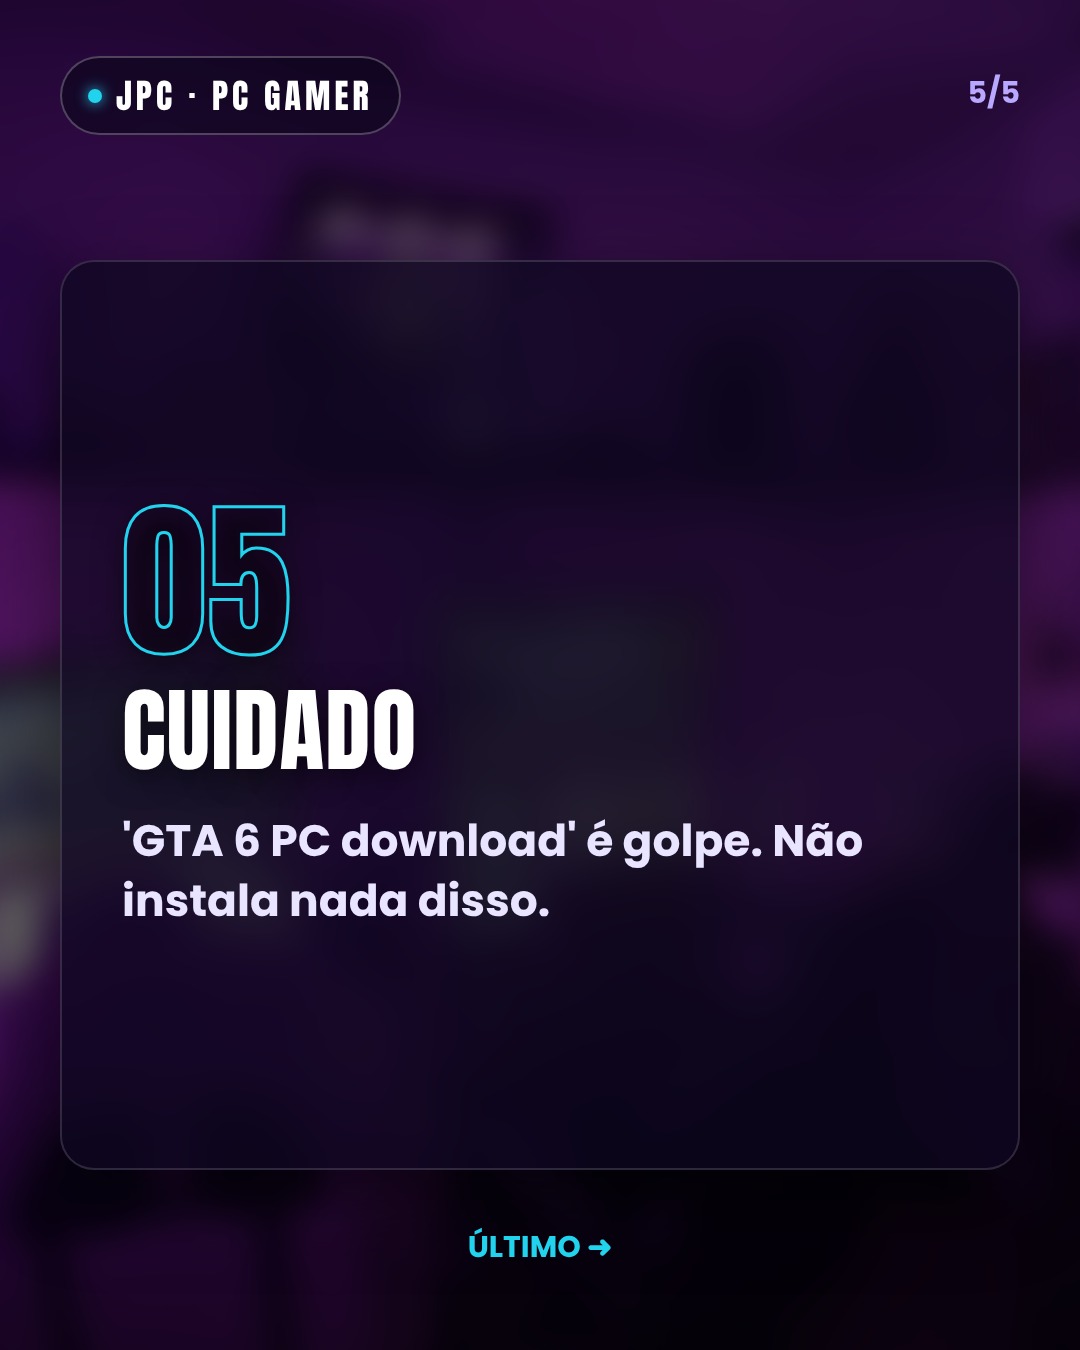 JPC · PC GAMER
5/5
05
CUIDADO
'GTA 6 PC download' é golpe. Não
instala nada disso.
ÚLTIMO ➜